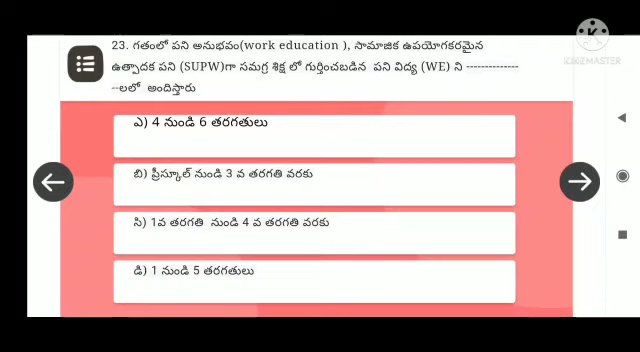 23. గతంలో పని అనుభవం(work education ), సామాజిక ఉపయోగకరమైన
ఉత్పాదక పని (SUPW)గా సమగ్ర శిక్ష లో గుర్తించబడిన పని విద్య (WE) ని --------------
--లలో అందిస్తారు
KINEMASTER
ఎ) 4 నుండి 6 తరగతులు
బి) ప్రీస్కూల్ నుండి 3 వ తరగతి వరకు
సి) 1వ తరగతి నుండి 4 వ తరగతి వరకు
డి) 1 నుండి 5 తరగతులు